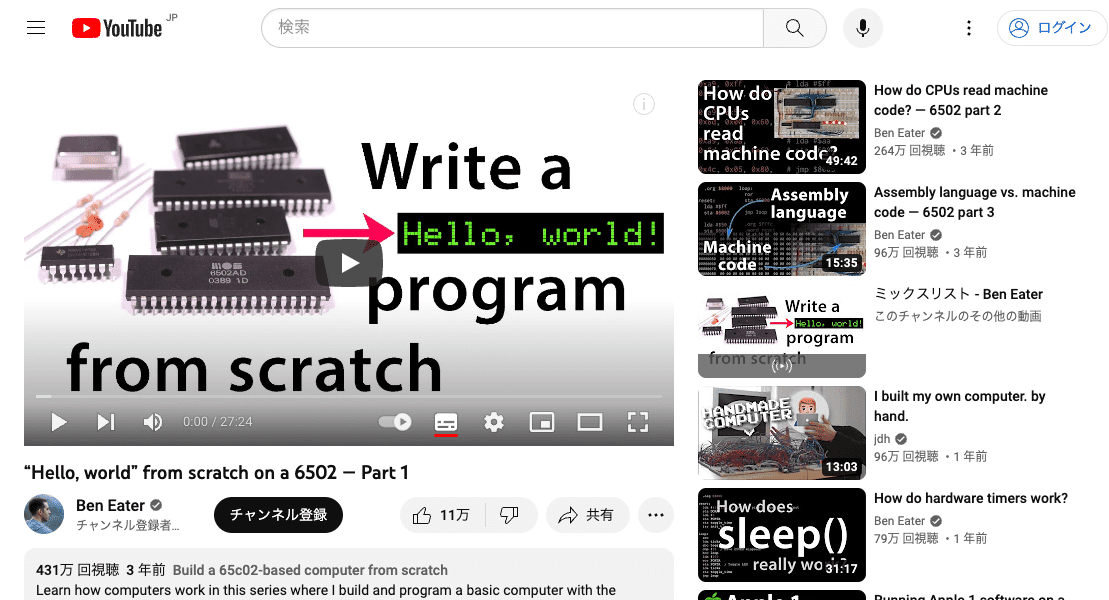 YouTube JP
検索
ログイン
Write a
Hello, world!
program
from scratch
MOS
6502AD
0389 1D
0:00 / 27:24
“Hello, world” from scratch on a 6502 — Part 1
Ben Eater
チャンネル登録者...
チャンネル登録
11万
共有
431万 回視聴 3 年前 Build a 65c02-based computer from scratch
Learn how computers work in this series where I build and program a basic computer with the
How do
CPUs
read
machine code?
49:42
How do CPUs read machine
code? — 6502 part 2
Ben Eater
264万 回視聴 ・3 年前
Assembly
language
Machine
code
15:35
Assembly language vs. machine
code — 6502 part 3
Ben Eater
96万 回視聴 ・3 年前
Write a
Hello, world!
program
from scratch
ミックスリスト - Ben Eater
このチャンネルのその他の動画
HANDMADE
COMPUTER
13:03
I built my own computer. by
hand.
jdh
96万 回視聴 ・1 年前
How does
sleep()
really work?
31:17
How do hardware timers work?
Ben Eater
79万 回視聴 ・1 年前
Apple 1
Running Apple 1 software on a